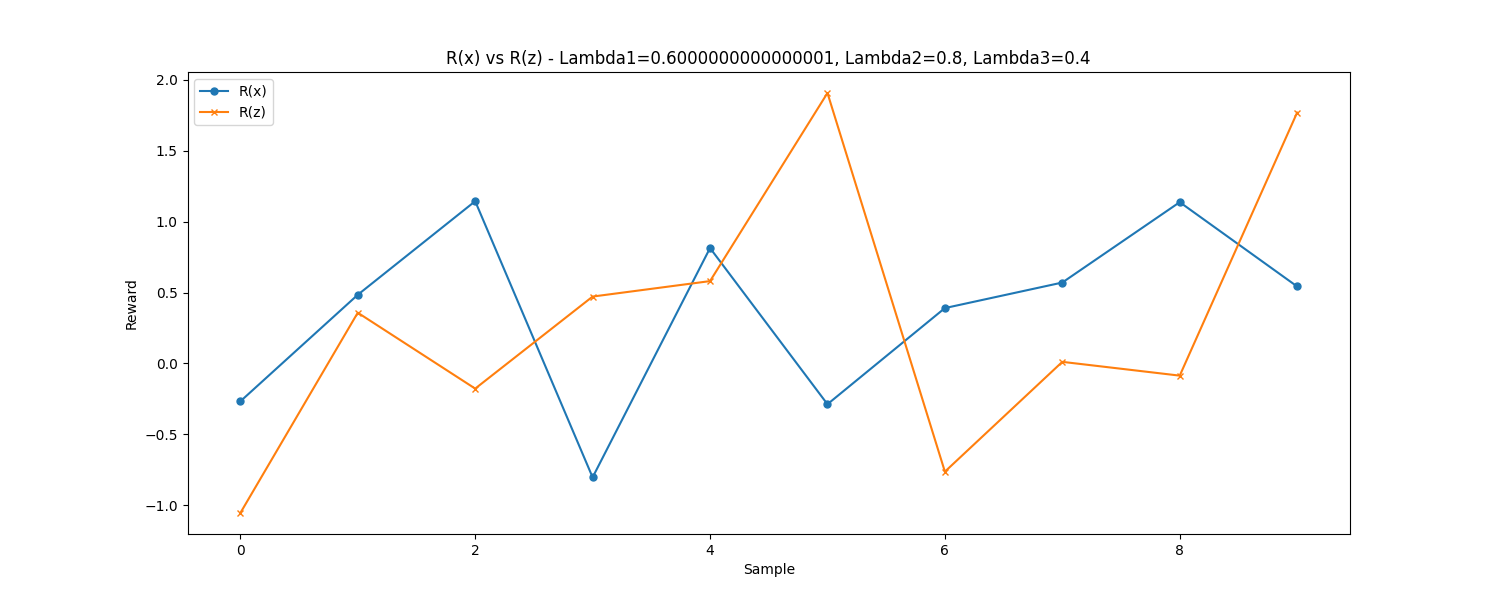 R(x) vs R(z) - Lambda1=0.6000000000000001, Lambda2=0.8, Lambda3=0.4
R(x)
R(z)
2.0
1.5
1.0
0.5
0.0
−0.5
−1.0
Reward
0 2 4 6 8
Sample